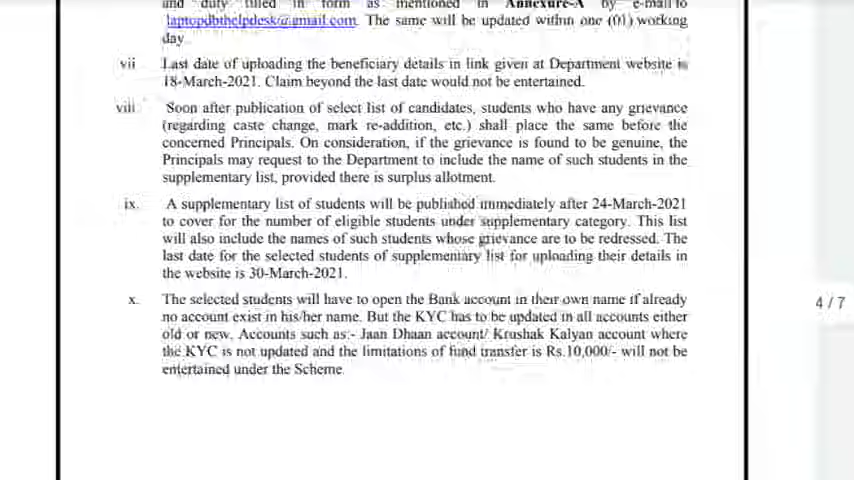 and duly filled in form as mentioned in Annexure-A by e-mail to
laptopdbthelpdesk@gmail.com. The same will be updated within one (01) working
day.
vii. Last date of uploading the beneficiary details in link given at Department website is
18-March-2021. Claim beyond the last date would not be entertained.
viii. Soon after publication of select list of candidates, students who have any grievance
(regarding caste change, mark re-addition, etc.) shall place the same before the
concerned Principals. On consideration, if the grievance is found to be genuine, the
Principals may request to the Department to include the name of such students in the
supplementary list, provided there is surplus allotment.
ix. A supplementary list of students will be published immediately after 24-March-2021
to cover for the number of eligible students under supplementary category. This list
will also include the names of such students whose grievance are to be redressed. The
last date for the selected students of supplementary list for uploading their details in
the website is 30-March-2021.
x. The selected students will have to open the Bank account in their own name if already
no account exist in his/her name. But the KYC has to be updated in all accounts either
old or new. Accounts such as:- Jaan Dhaan account/ Krushak Kalyan account where
the KYC is not updated and the limitations of fund transfer is Rs.10,000/- will not be
entertained under the Scheme.
4 / 7